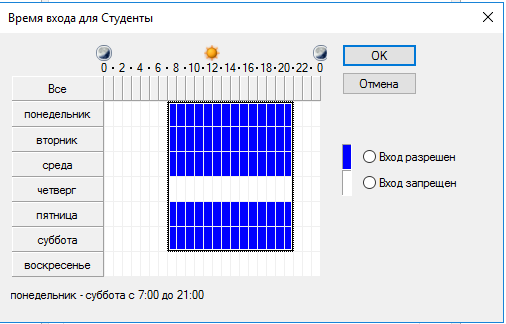 Время входа для Студенты
0 · 2 · 4 · 6 · 8 · 10 · 12 · 14 · 16 · 18 · 20 · 22 · 0
OK
Все
Отмена
понедельник
вторник
среда
Вход разрешен
четверг
Вход запрещен
пятница
суббота
воскресенье
понедельник - суббота с 7:00 до 21:00